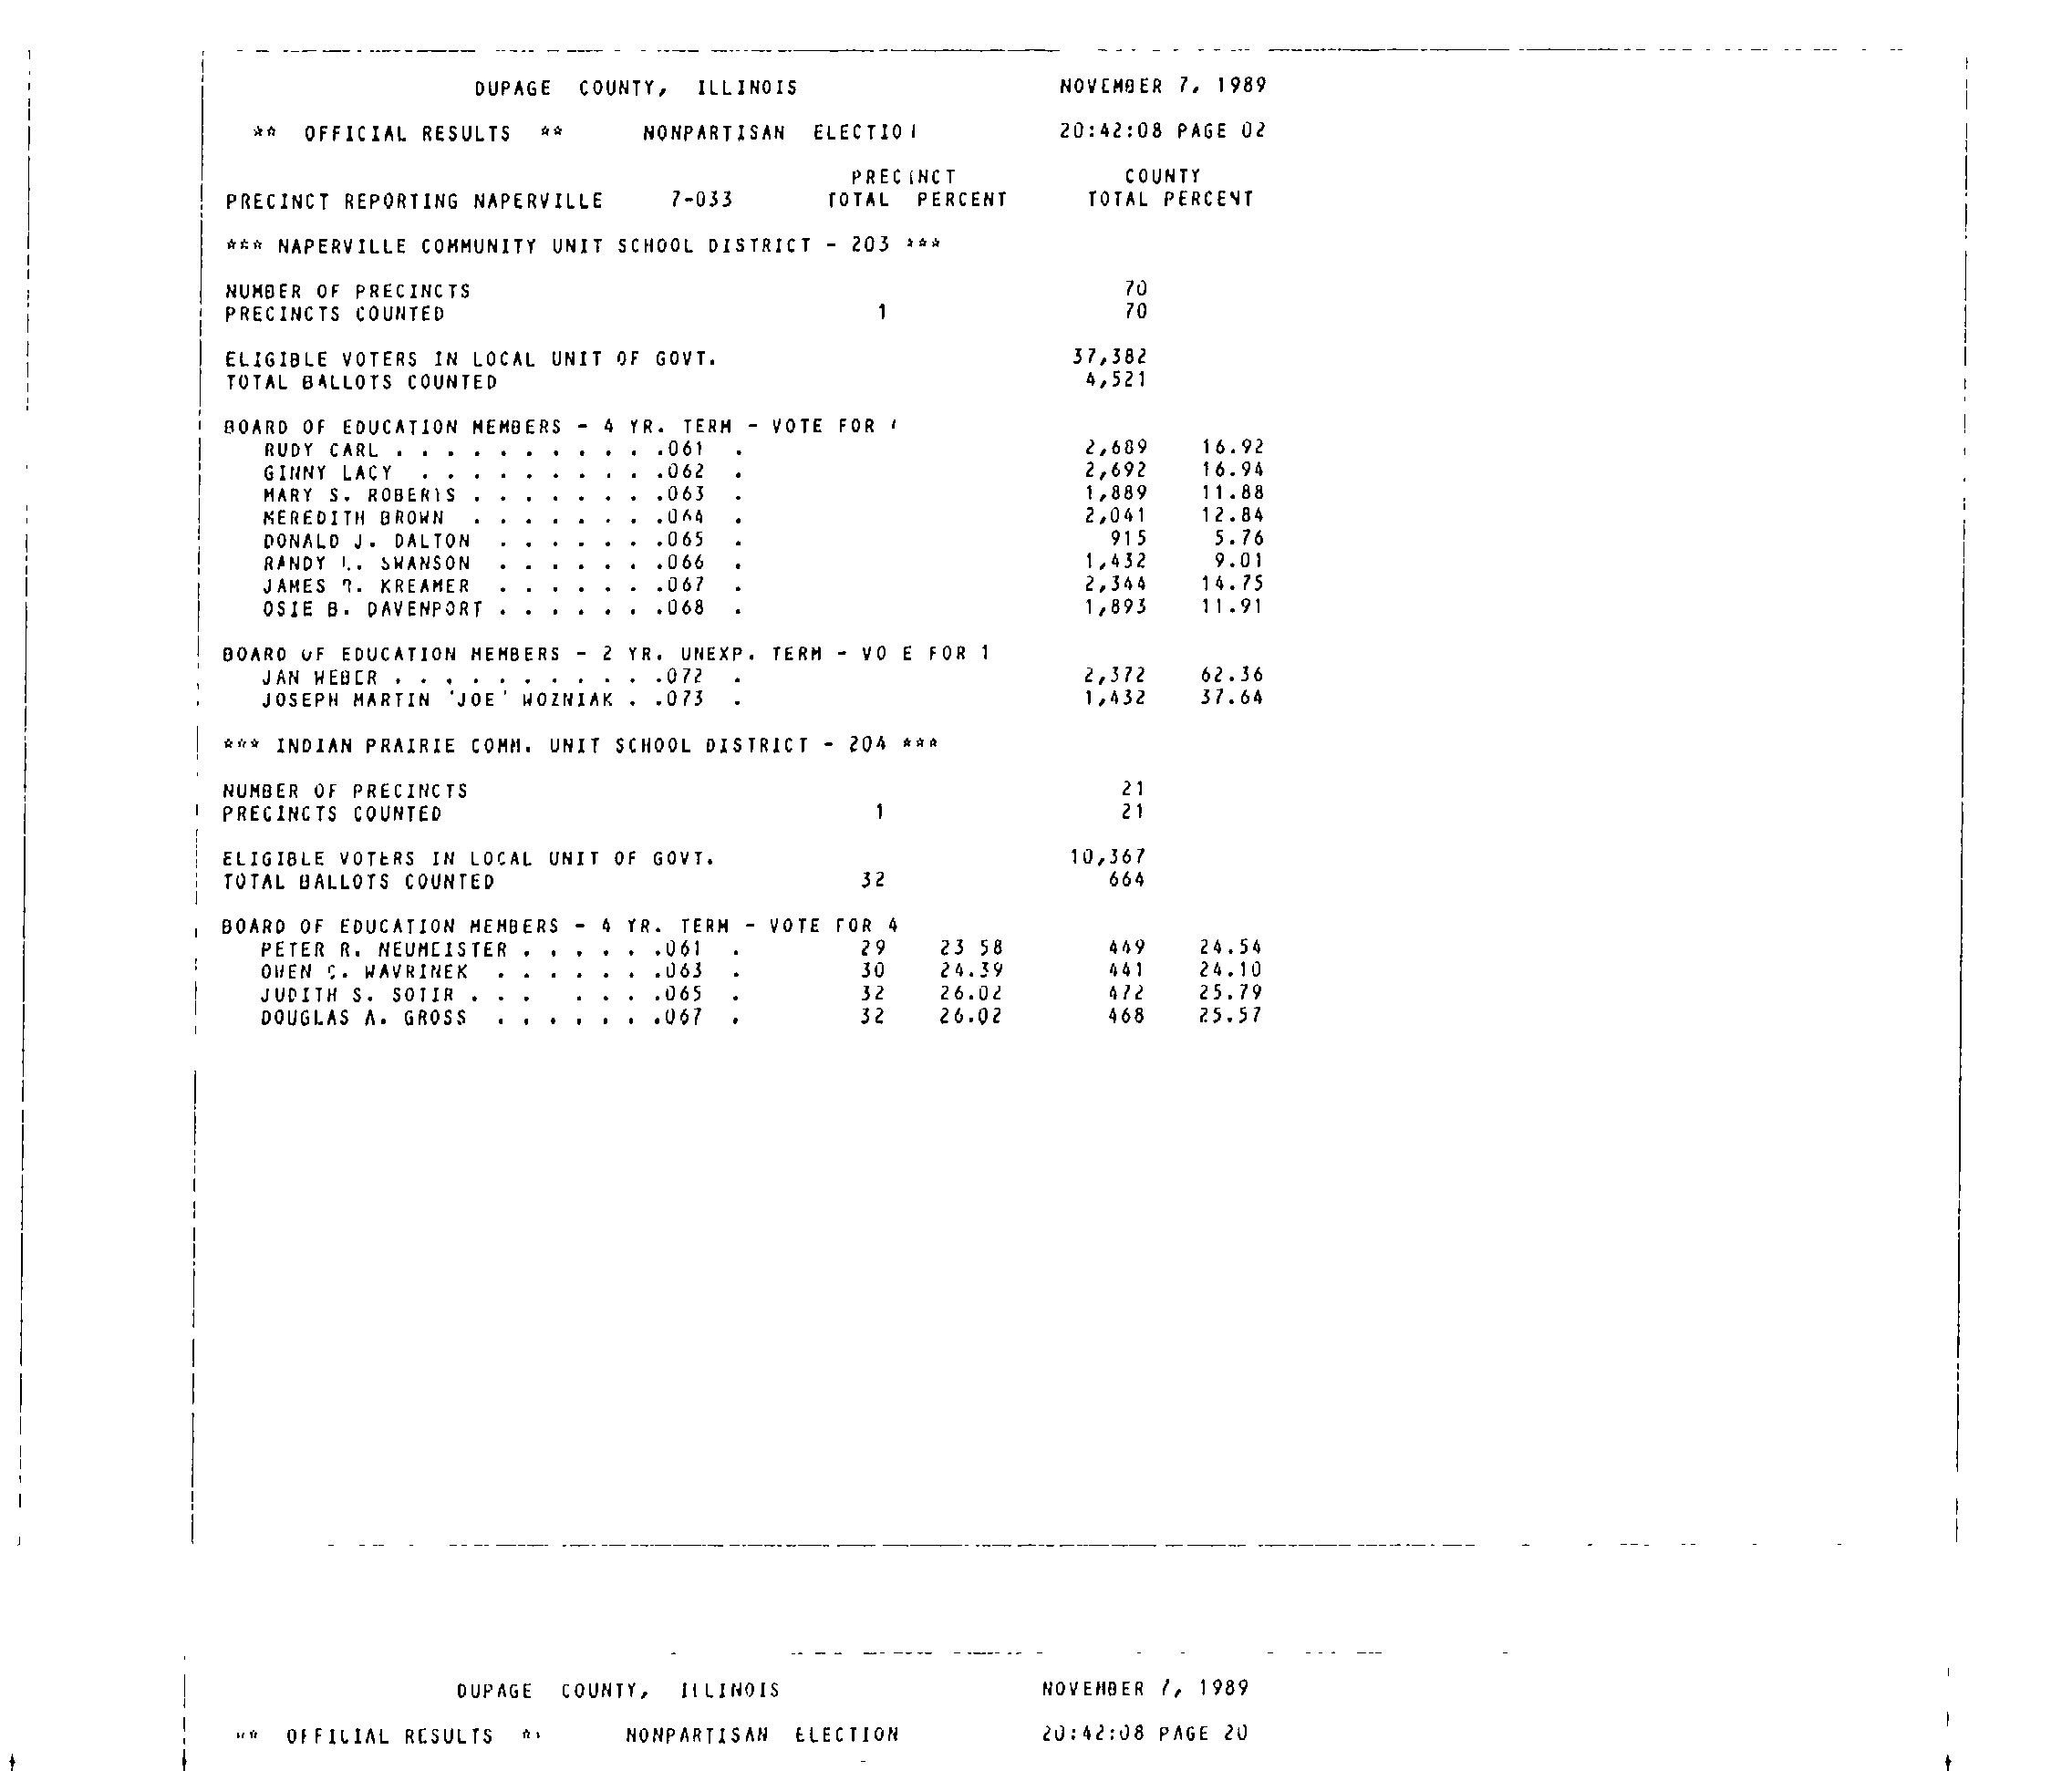 DUPAGE COUNTY, ILLINOIS NOVEMBER 7, 1989
** OFFICIAL RESULTS ** NONPARTISAN ELECTIO 20:42:08 PAGE 02
PRECINCT COUNTY
PRECINCT REPORTING NAPERVILLE 7-033 TOTAL PERCENT TOTAL PERCENT
*** NAPERVILLE COMMUNITY UNIT SCHOOL DISTRICT - 203 ***
NUMBER OF PRECINCTS 70
PRECINCTS COUNTED 1 70
ELIGIBLE VOTERS IN LOCAL UNIT OF GOVT. 37,382
TOTAL BALLOTS COUNTED 4,521
BOARD OF EDUCATION MEMBERS - 4 YR. TERM - VOTE FOR
RUDY CARL . . . . . . . . . . .061 . 2,689 16.92
GINNY LACY . . . . . . . . . .062 . 2,692 16.94
MARY S. ROBERTS . . . . . . . .063 . 1,889 11.88
MEREDITH BROWN . . . . . . . .064 . 2,041 12.84
DONALD J. DALTON . . . . . . .065 . 915 5.76
RANDY L. SWANSON . . . . . . .066 . 1,432 9.01
JAMES KREAMER . . . . . . .067 . 2,344 14.75
OSIE B. DAVENPORT . . . . . . .068 . 1,893 11.91
BOARD OF EDUCATION MEMBERS - 2 YR. UNEXP. TERM - VO E FOR 1
JAN WEBER . . . . . . . . . . .072 . 2,372 62.36
JOSEPH MARTIN 'JOE' WOZNIAK . .073 . 1,432 37.64
*** INDIAN PRAIRIE COMM. UNIT SCHOOL DISTRICT - 204 ***
NUMBER OF PRECINCTS 21
PRECINCTS COUNTED 1 21
ELIGIBLE VOTERS IN LOCAL UNIT OF GOVT. 10,367
TOTAL BALLOTS COUNTED 32 664
BOARD OF EDUCATION MEMBERS - 4 YR. TERM - VOTE FOR 4
PETER R. NEUMEISTER . . . . . .061 . 29 23 58 449 24.54
OWEN C. WAVRINEK . . . . . . .063 . 30 24.39 441 24.10
JUDITH S. SOTIR . . . . . . .065 . 32 26.02 472 25.79
DOUGLAS A. GROSS . . . . . . .067 . 32 26.02 468 25.57
DUPAGE COUNTY, ILLINOIS NOVEMBER 7, 1989
** OFFICIAL RESULTS ** NONPARTISAN ELECTION 20:42:08 PAGE 20